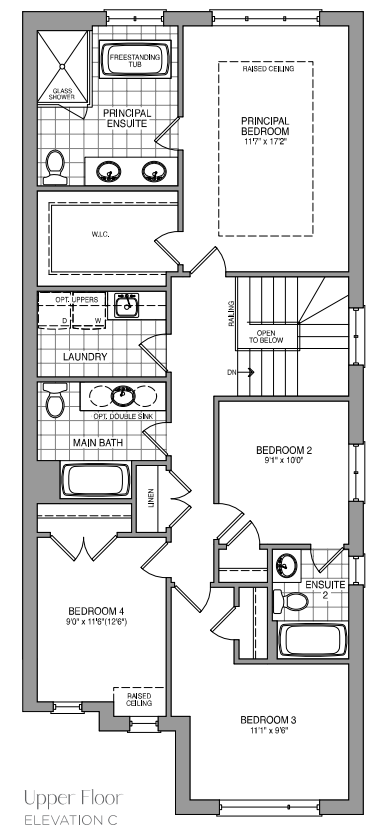 FREESTANDING
TUB
RAISED CEILING
GLASS
SHOWER
PRINCIPAL
ENSUITE
PRINCIPAL
BEDROOM
11'7" x 17'2"
W.I.C.
OPT. UPPERS
D
W
LAUNDRY
RAILING
OPEN
TO BELOW
DN
OPT. DOUBLE SINK
MAIN BATH
BEDROOM 2
9'1" x 10'0"
LINEN
ENSUITE
2
BEDROOM 4
9'0" x 11'6"(12'6")
RAISED
CEILING
BEDROOM 3
11'1" x 9'6"
Upper Floor
ELEVATION C